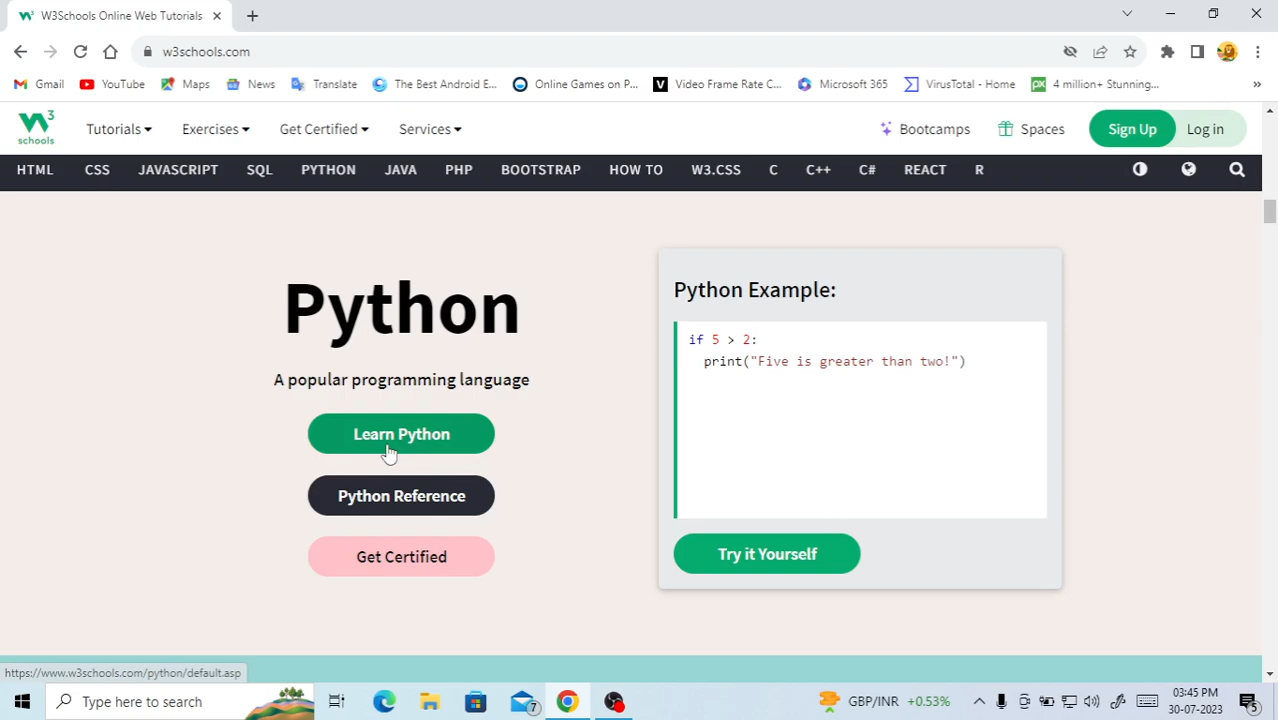 W3Schools Online Web Tutorials
w3schools.com
Gmail YouTube Maps News Translate The Best Android E... Online Games on P... Video Frame Rate C... Microsoft 365 VirusTotal - Home 4 million+ Stunning... »
W3 schools Tutorials Exercises Get Certified Services Bootcamps Spaces Sign Up Log in
HTML CSS JAVASCRIPT SQL PYTHON JAVA PHP BOOTSTRAP HOW TO W3.CSS C C++ C# REACT R
Python
A popular programming language
Learn Python
Python Reference
Get Certified
Python Example:
if 5 > 2:
print("Five is greater than two!")
Try it Yourself
https://www.w3schools.com/python/default.asp
Type here to search 7 GBP/INR +0.53% 03:45 PM
30-07-2023 5